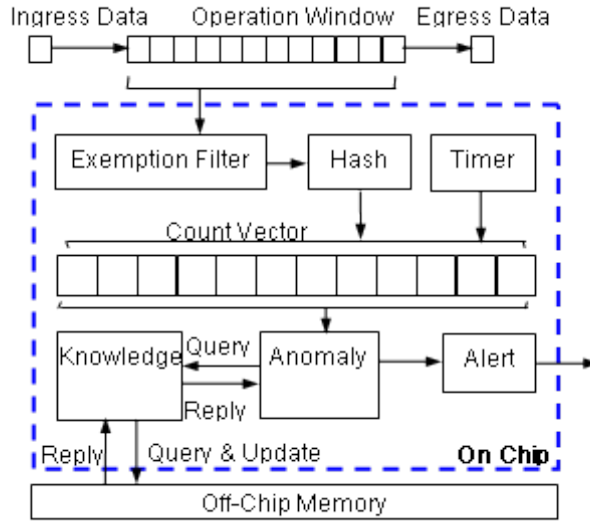 Ingress Data
Operation Window
Egress Data
Exemption Filter
Hash
Timer
Count Vector
Knowledge
Query
Anomaly
Alert
Reply
Reply
Query & Update
On Chip
Off-Chip Memory